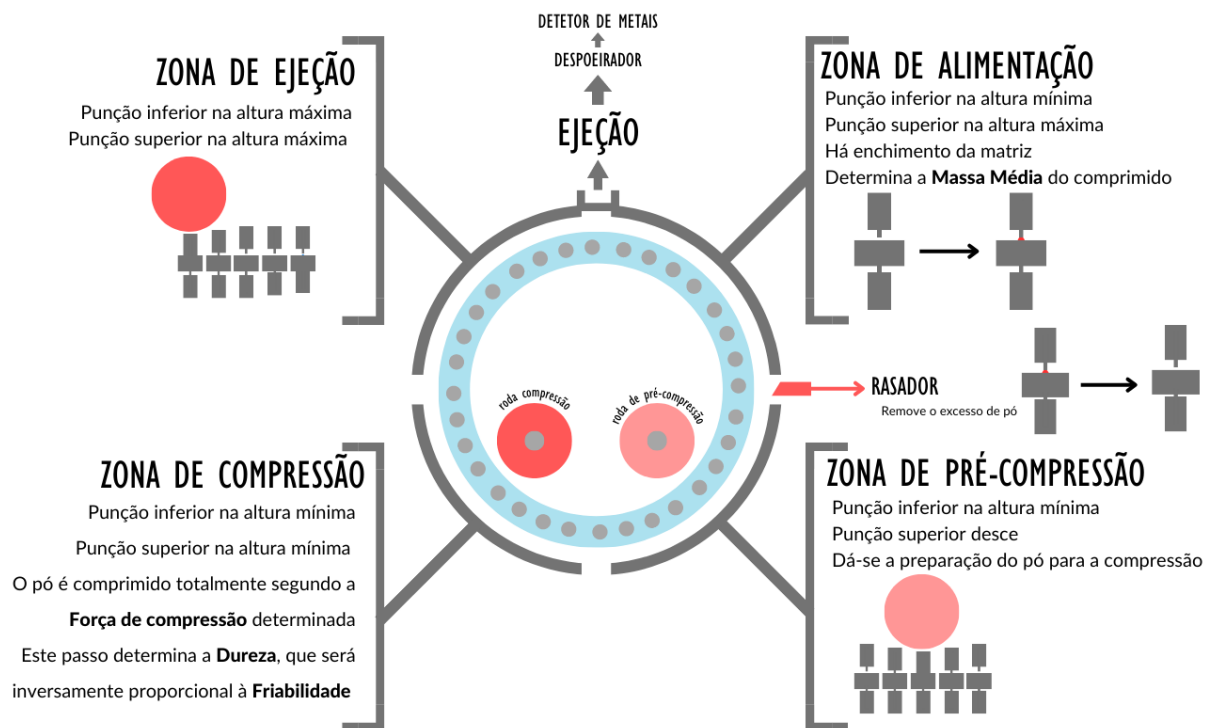 DETETOR DE METAIS
DESPOEIRADOR
EJEÇÃO
ZONA DE EJEÇÃO
Punção inferior na altura máxima
Punção superior na altura máxima
ZONA DE ALIMENTAÇÃO
Punção inferior na altura mínima
Punção superior na altura máxima
Há enchimento da matriz
Determina a Massa Média do comprimido
RASADOR
Remove o excesso de pó
roda compressão
roda de pré-compressão
ZONA DE COMPRESSÃO
Punção inferior na altura mínima
Punção superior na altura mínima
O pó é comprimido totalmente segundo a
Força de compressão determinada
Este passo determina a Dureza, que será
inversamente proporcional à Friabilidade
ZONA DE PRÉ-COMPRESSÃO
Punção inferior na altura mínima
Punção superior desce
Dá-se a preparação do pó para a compressão